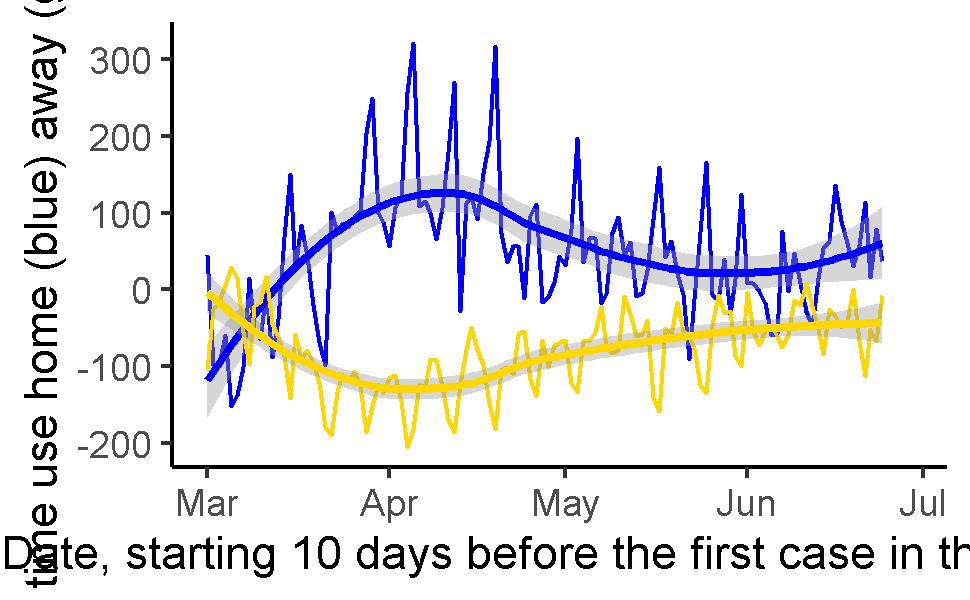 time use home (blue) away (
300
200
100
0
-100
-200
Mar Apr May Jun Jul
Date, starting 10 days before the first case in th